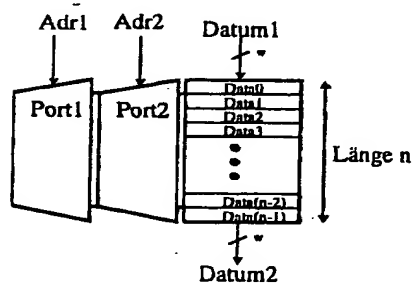 Adr1 Adr2 Datum1
w
Data0
Port1 Port2 Data1
Data2
Data3
Länge n
Data(n-2)
Data(n-1)
w
Datum2